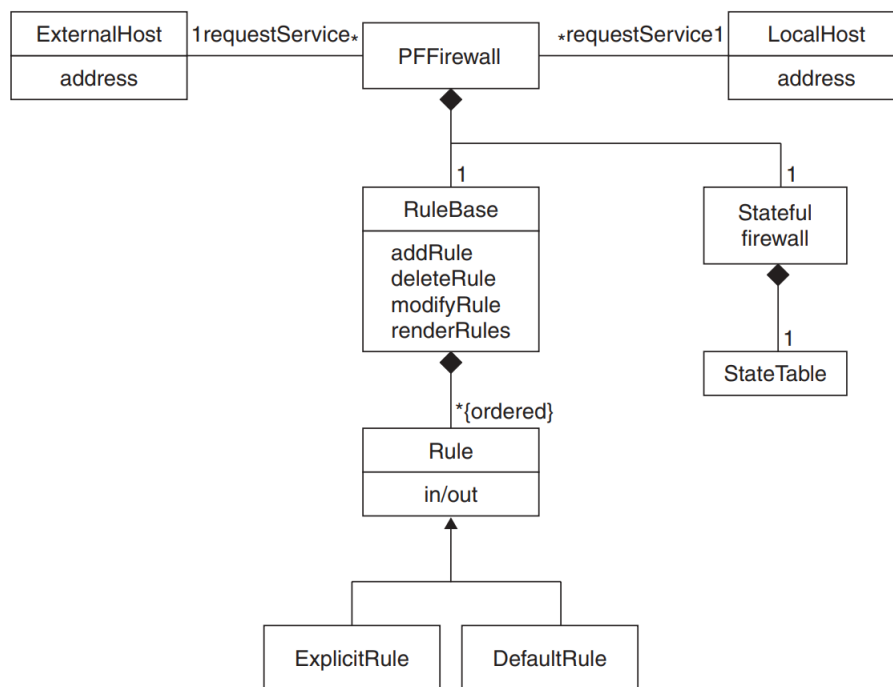 ExternalHost
address
1requestService*
PFFirewall
*requestService1
LocalHost
address
1
1
RuleBase
addRule
deleteRule
modifyRule
renderRules
Stateful
firewall
1
StateTable
*{ordered}
Rule
in/out
ExplicitRule
DefaultRule